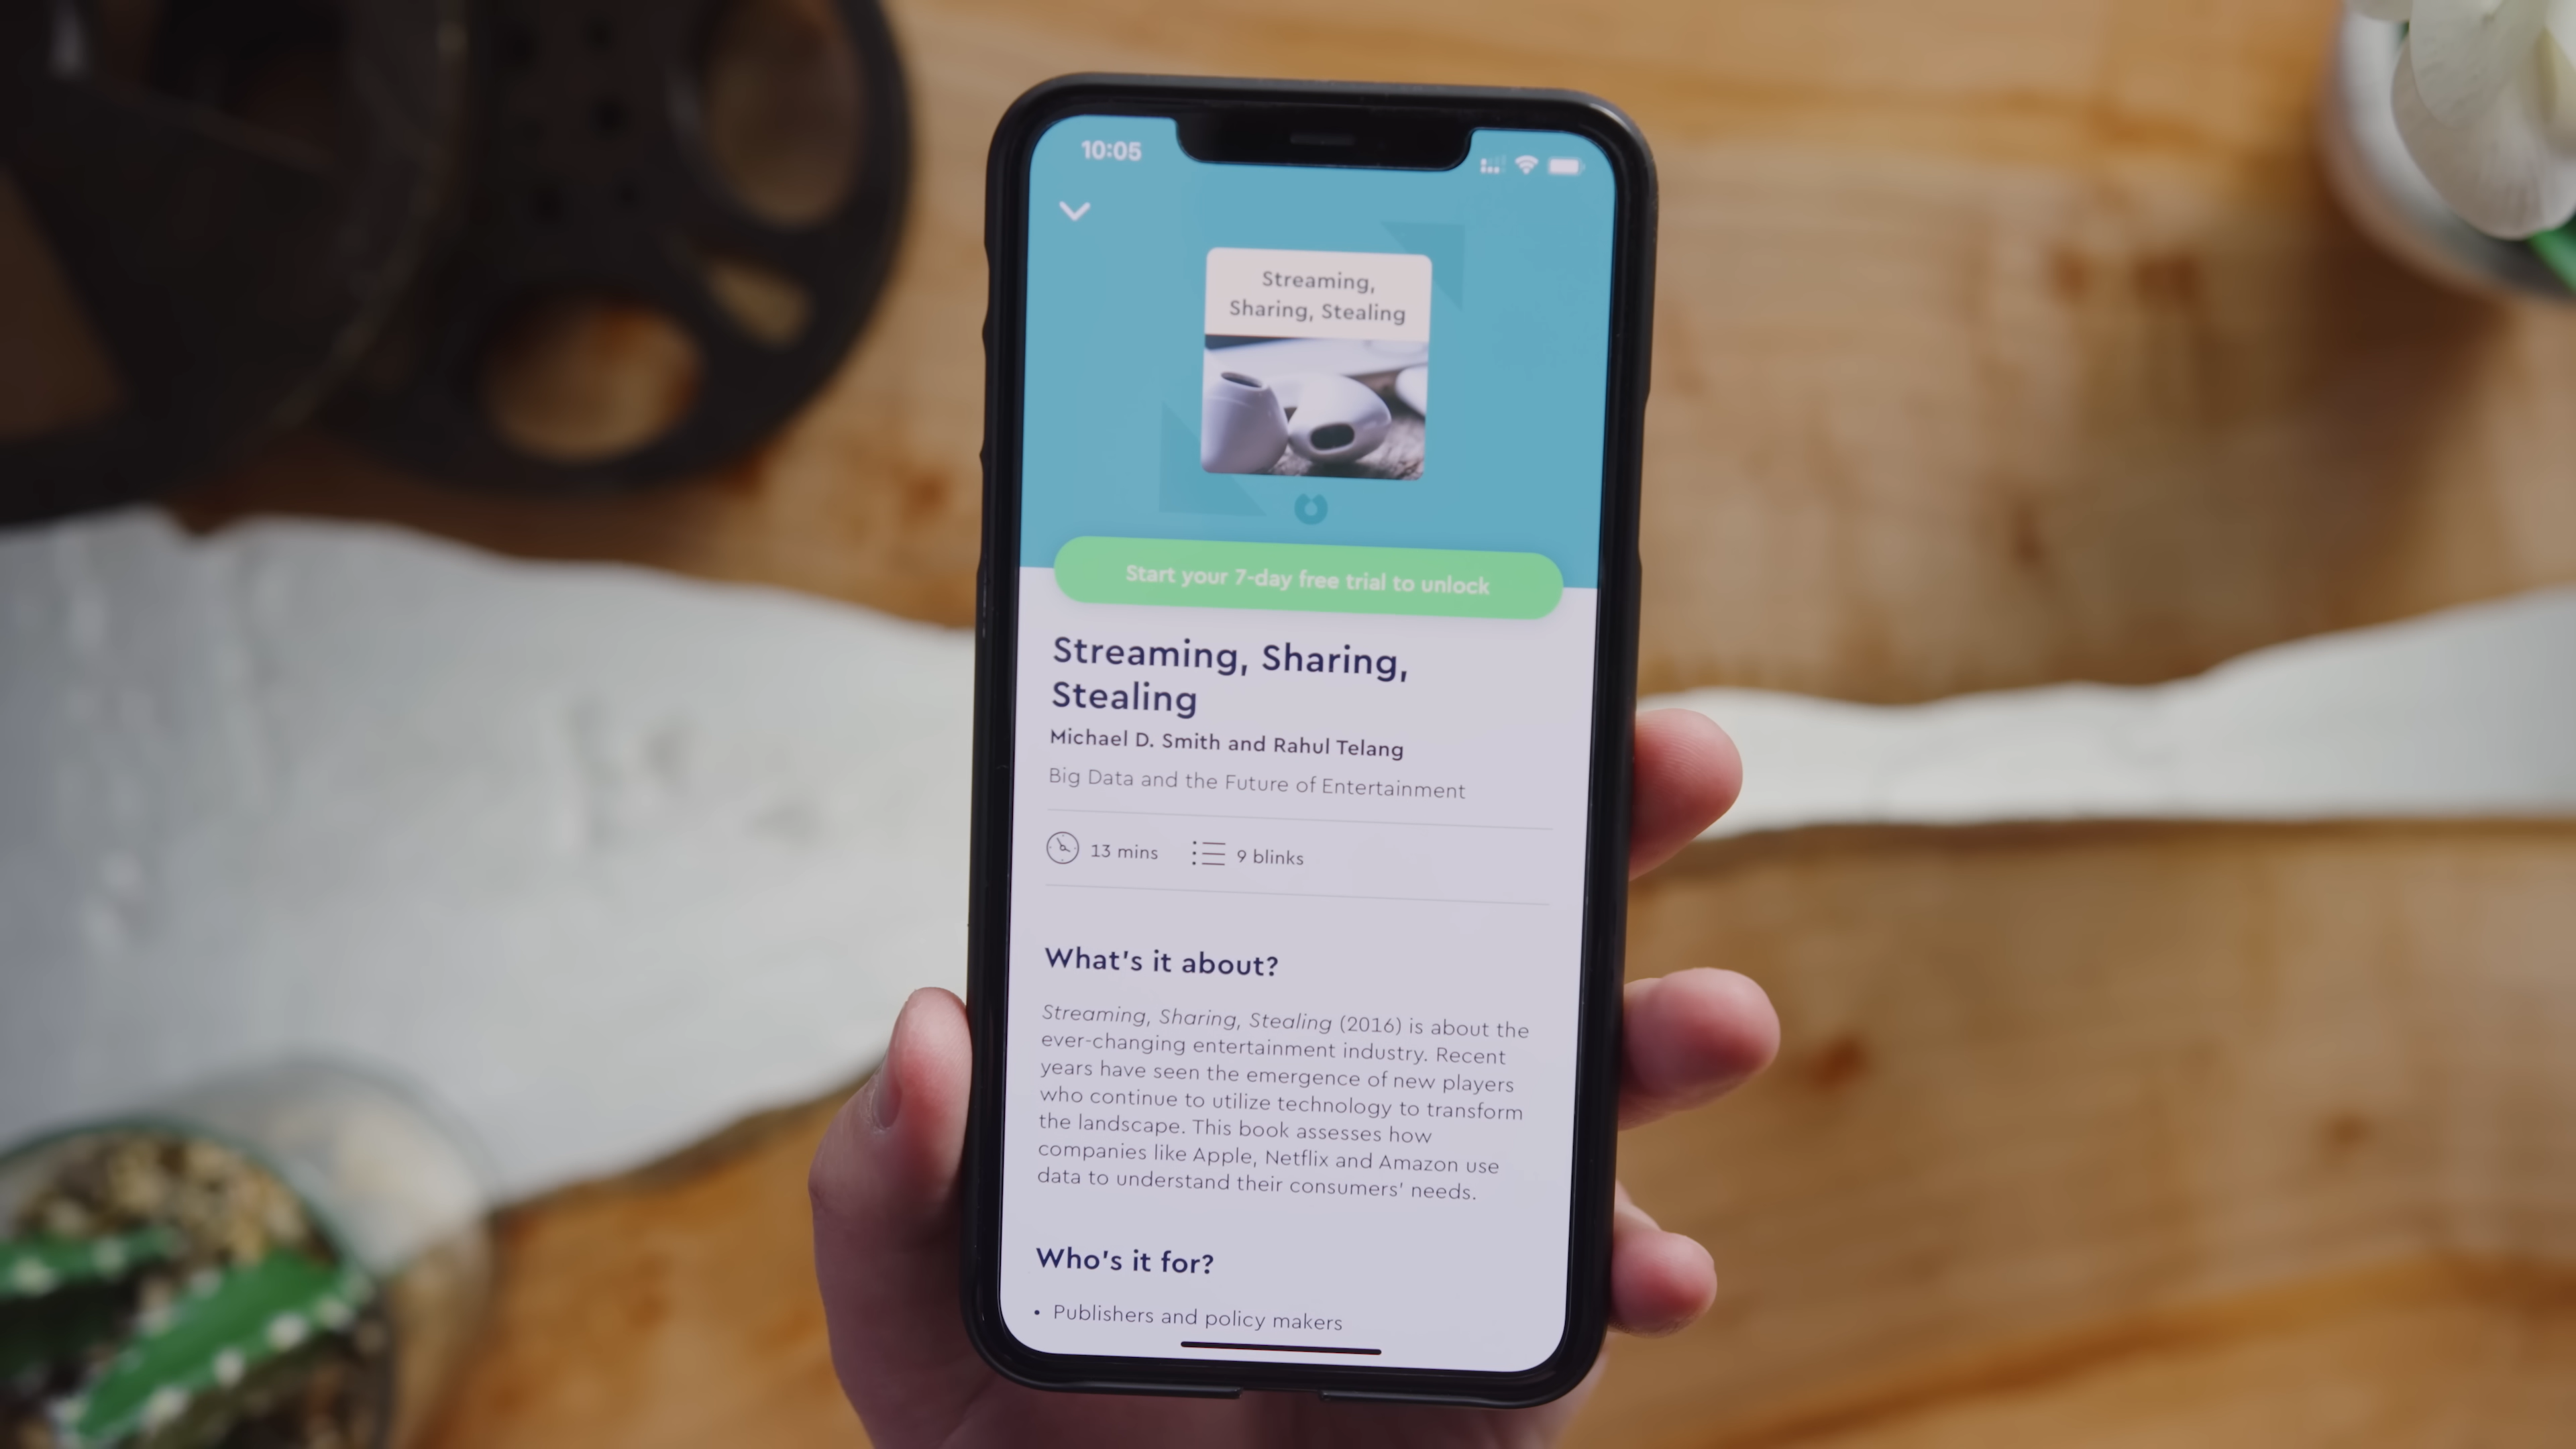 10:05
Streaming,
Sharing, Stealing
Start your 7-day free trial to unlock
Streaming, Sharing,
Stealing
Michael D. Smith and Rahul Telang
Big Data and the Future of Entertainment
13 mins
9 blinks
What's it about?
Streaming, Sharing, Stealing (2016) is about the
ever-changing entertainment industry. Recent
years have seen the emergence of new players
who continue to utilize technology to transform
the landscape. This book assesses how
companies like Apple, Netflix and Amazon use
data to understand their consumers' needs.
Who's it for?
• Publishers and policy makers